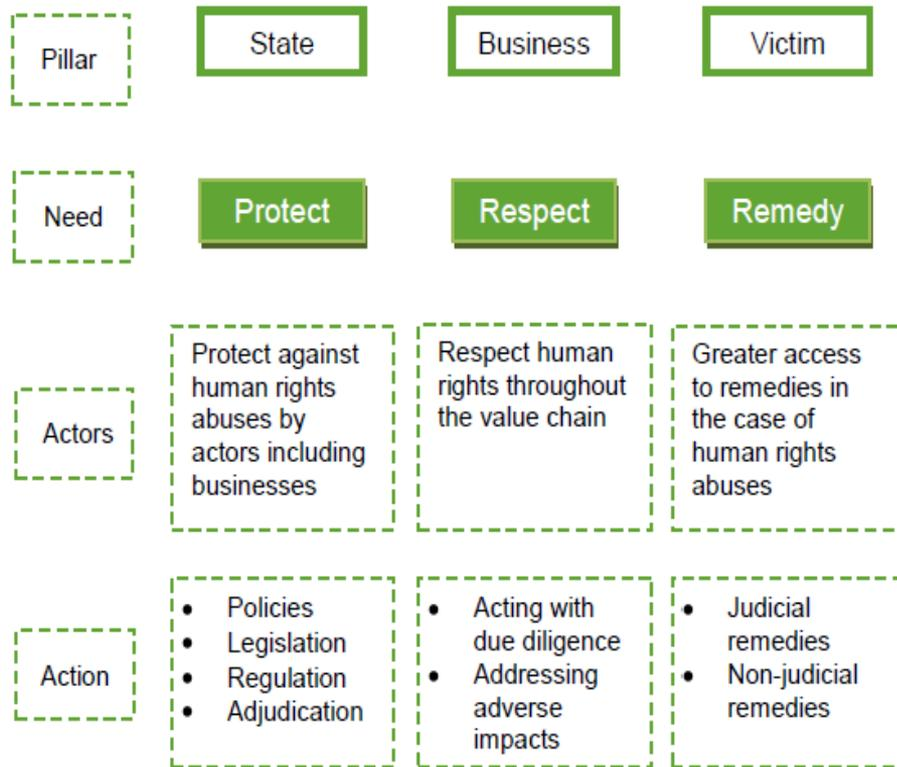 Pillar
State
Business
Victim
Need
Protect
Respect
Remedy
Actors
Protect against
human rights
abuses by
actors including
businesses
Respect human
rights throughout
the value chain
Greater access
to remedies in
the case of
human rights
abuses
Action
• Policies
• Legislation
• Regulation
• Adjudication
• Acting with
due diligence
• Addressing
adverse
impacts
• Judicial
remedies
• Non-judicial
remedies